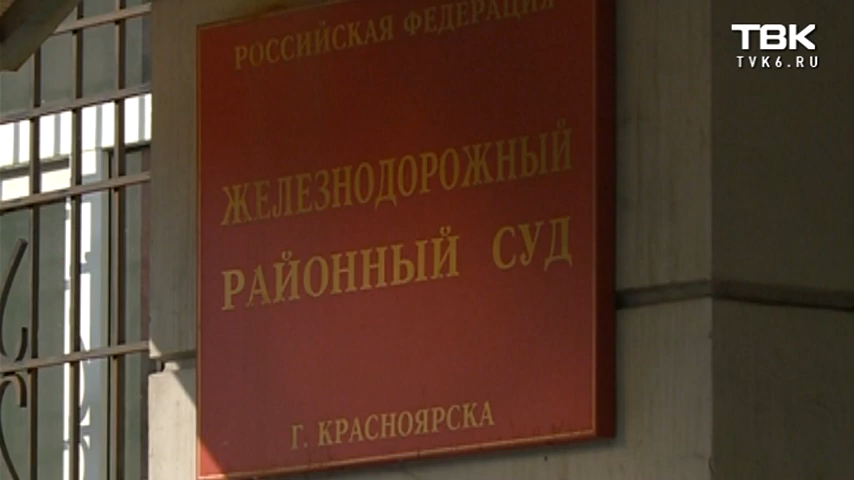 РОССИЙСКАЯ ФЕДЕРАЦИЯ
ЖЕЛЕЗНОДОРОЖНЫЙ
РАЙОННЫЙ СУД
Г. КРАСНОЯРСКА
ТВК
TVK6.RU